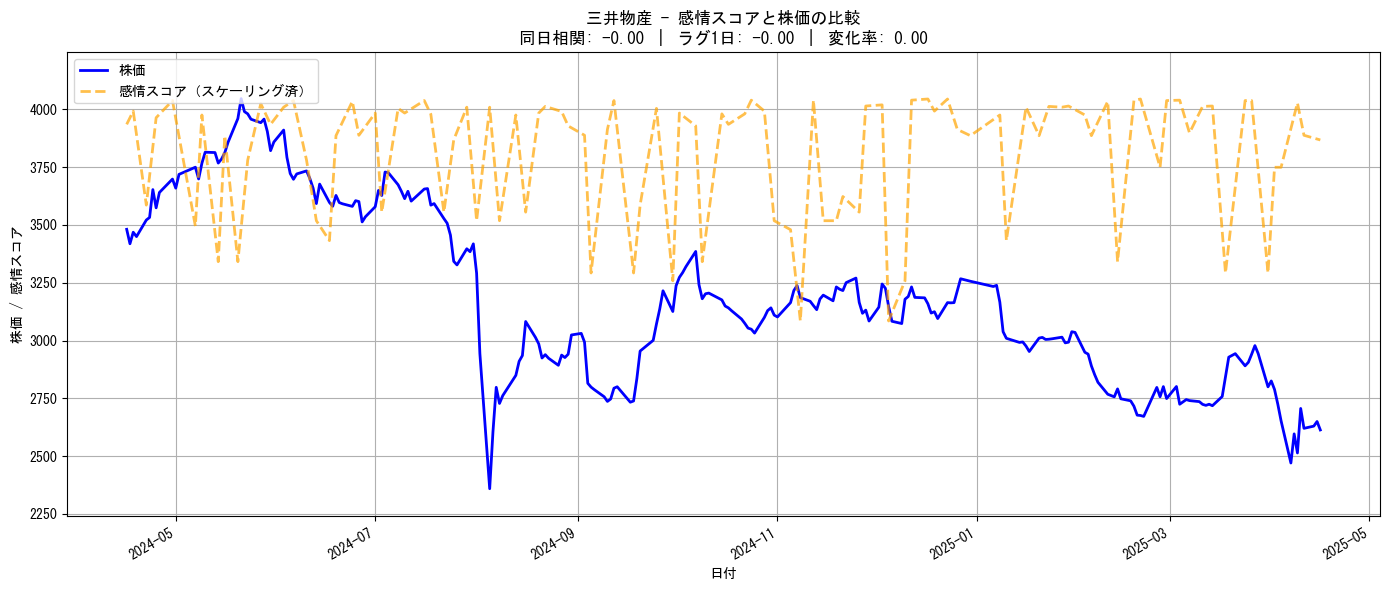 三井物産 - 感情スコアと株価の比較
同日相関: -0.00 | ラグ1日: -0.00 | 変化率: 0.00
株価
感情スコア（スケーリング済）
株価 / 感情スコア
4000
3750
3500
3250
3000
2750
2500
2250
2024-05
2024-07
2024-09
2024-11
2025-01
2025-03
2025-05
日付